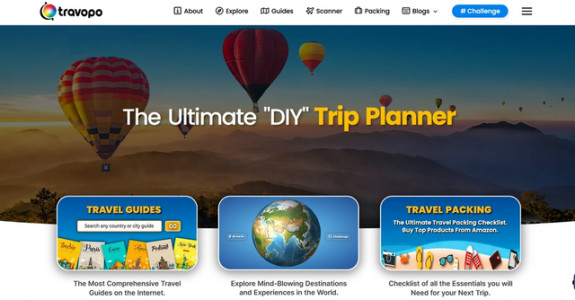 travopo
About
Explore
Guides
Scanner
Packing
Blogs
# Challenge
The Ultimate "DIY" Trip Planner
TRAVEL GUIDES
Search any country or city guide
GO
Paris
New York
TRAVEL PACKING
The Ultimate Travel Packing Checklist.
Buy Top Products From Amazon.
The Most Comprehensive Travel
Guides on the Internet.
Explore Mind-Blowing Destinations
and Experiences in the World.
Checklist of all the Essentials you will
Need for your Next Trip.